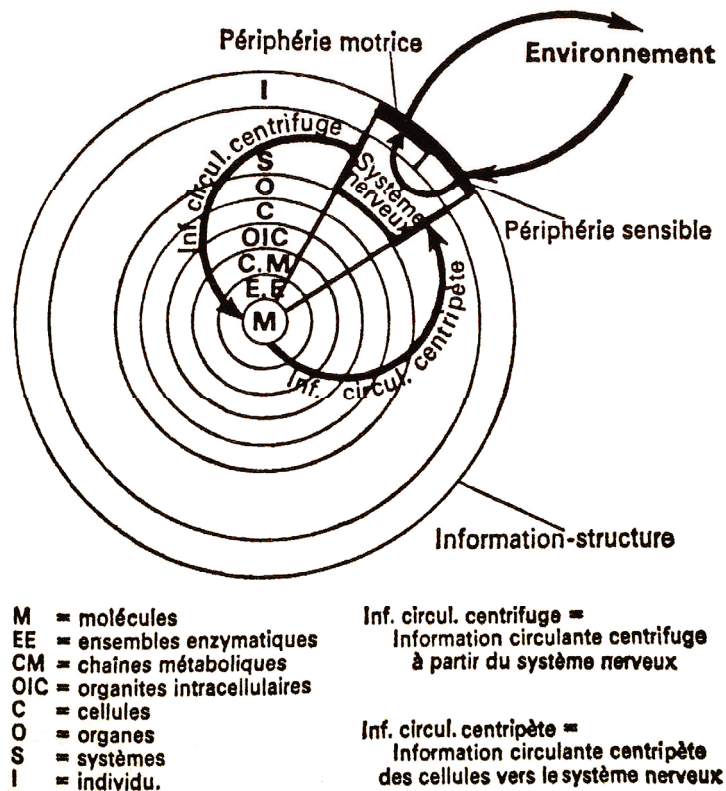 Périphérie motrice
Environnement
I
Inf. circul. centrifuge
S
O
C
OIC
C.M
E.E
M
Système
nerveux
Périphérie sensible
Inf. circul. centripète
Information-structure
M = molécules
EE = ensembles enzymatiques
CM = chaînes métaboliques
OIC = organites intracellulaires
C = cellules
O = organes
S = systèmes
I = individu.
Inf. circul. centrifuge =
Information circulante centrifuge
à partir du système nerveux
Inf. circul. centripète =
Information circulante centripète
des cellules vers le système nerveux